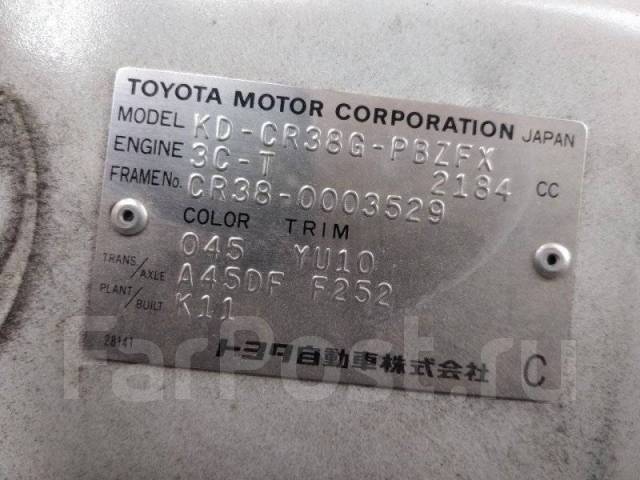 TOYOTA MOTOR CORPORATION JAPAN
MODEL KD-CR38G-PBZFX
ENGINE 3C-T 2184 CC
FRAME No. CR38-0003529
COLOR TRIM
045 YU10
TRANS/AXLE A45DF F252
PLANT/BUILT K11
28141
トヨタ自動車株式会社 C
FarPost.ru